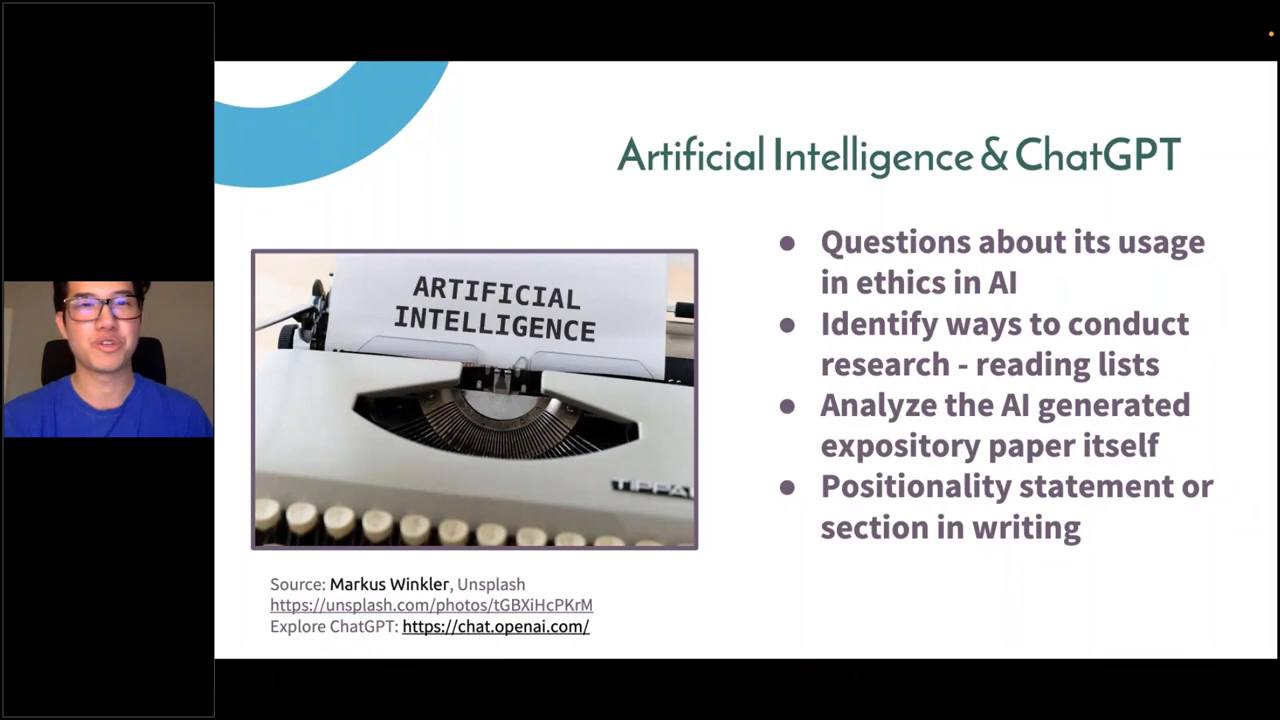 Artificial Intelligence & ChatGPT
ARTIFICIAL
INTELLIGENCE
● Questions about its usage
in ethics in AI
● Identify ways to conduct
research - reading lists
● Analyze the AI generated
expository paper itself
● Positionality statement or
section in writing
Source: Markus Winkler, Unsplash
https://unsplash.com/photos/tGBXiHcPKrM
Explore ChatGPT: https://chat.openai.com/